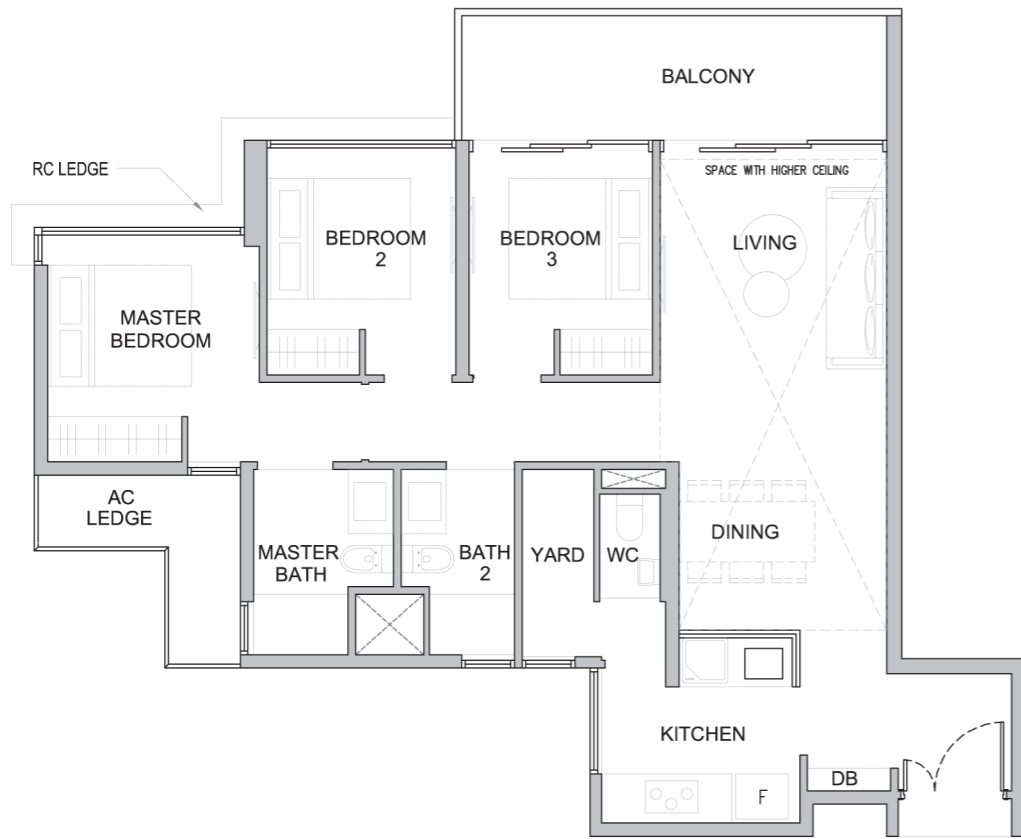 BALCONY
RC LEDGE
SPACE WITH HIGHER CEILING
BEDROOM
2
BEDROOM
3
LIVING
MASTER
BEDROOM
AC
LEDGE
MASTER
BATH
BATH
2
YARD
WC
DINING
KITCHEN
DB
F